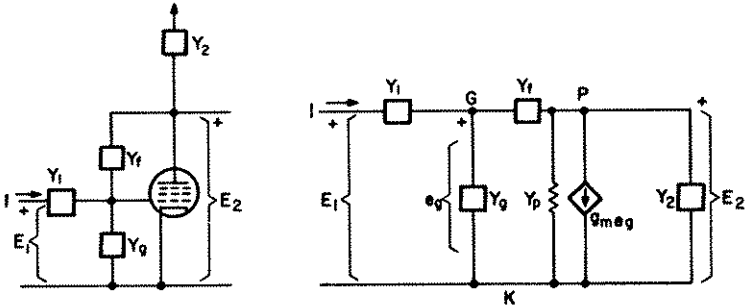 Y2
+
Yf
Y1
I
+
E1
Yg
E2
I
+
Y1
G
+
Yf
P
+
E1
eg
Yg
Yp
gmeg
Y2
E2
K